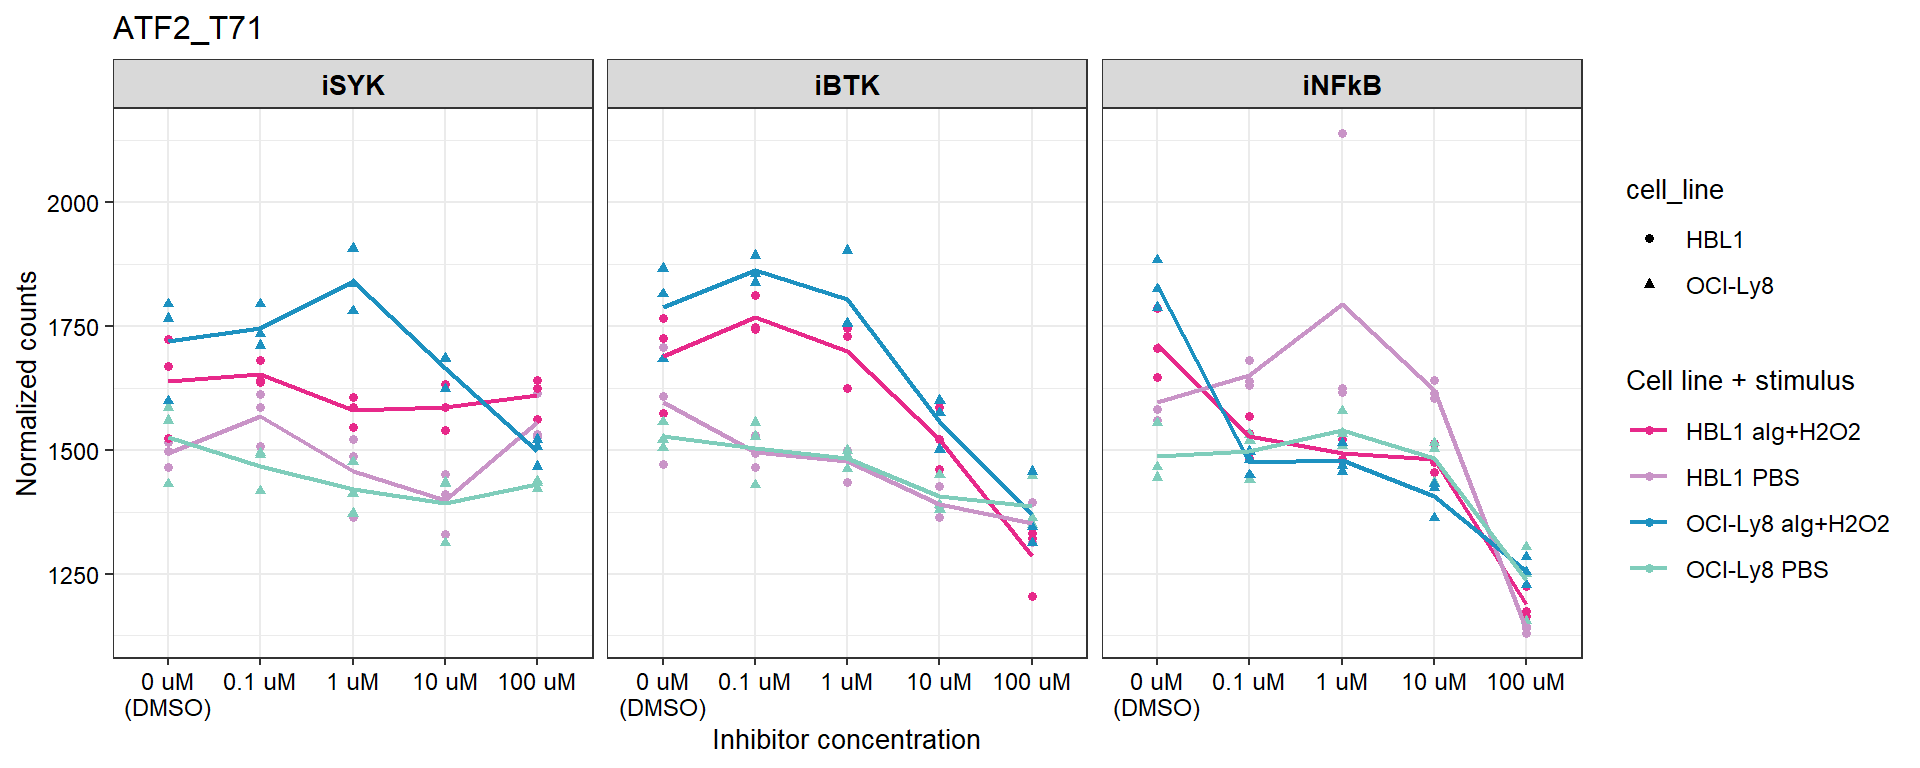 ATF2_T71
iSYK
iBTK
iNFkB
Normalized counts
2000
1750
1500
1250
0 uM
(DMSO)
0.1 uM
1 uM
10 uM
100 uM
0 uM
(DMSO)
0.1 uM
1 uM
10 uM
100 uM
0 uM
(DMSO)
0.1 uM
1 uM
10 uM
100 uM
Inhibitor concentration
cell_line
HBL1
OCI-Ly8
Cell line + stimulus
HBL1 aIg+H2O2
HBL1 PBS
OCI-Ly8 aIg+H2O2
OCI-Ly8 PBS